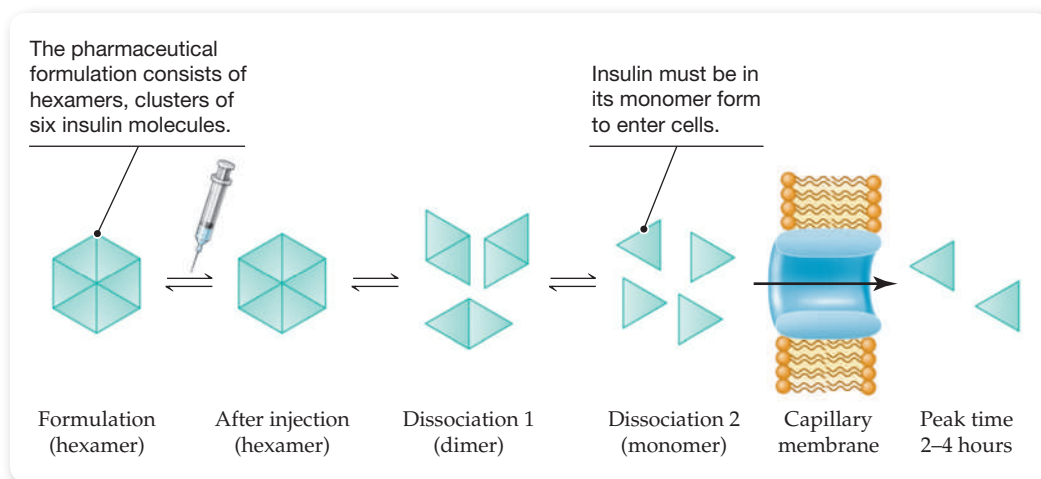 The pharmaceutical
formulation consists of
hexamers, clusters of
six insulin molecules.
Insulin must be in
its monomer form
to enter cells.
Formulation
(hexamer)
After injection
(hexamer)
Dissociation 1
(dimer)
Dissociation 2
(monomer)
Capillary
membrane
Peak time
2–4 hours